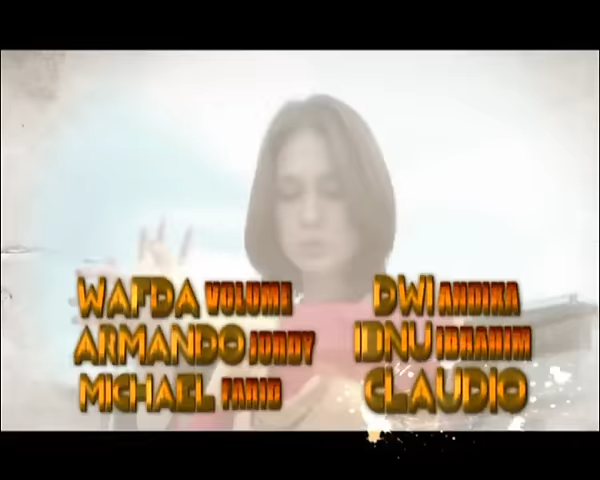 WAFDA VOLUME
ARMANDO JORDY
MICHAEL FARID
DWI ANDIKA
IDNU IBRAHIM
CLAUDIO